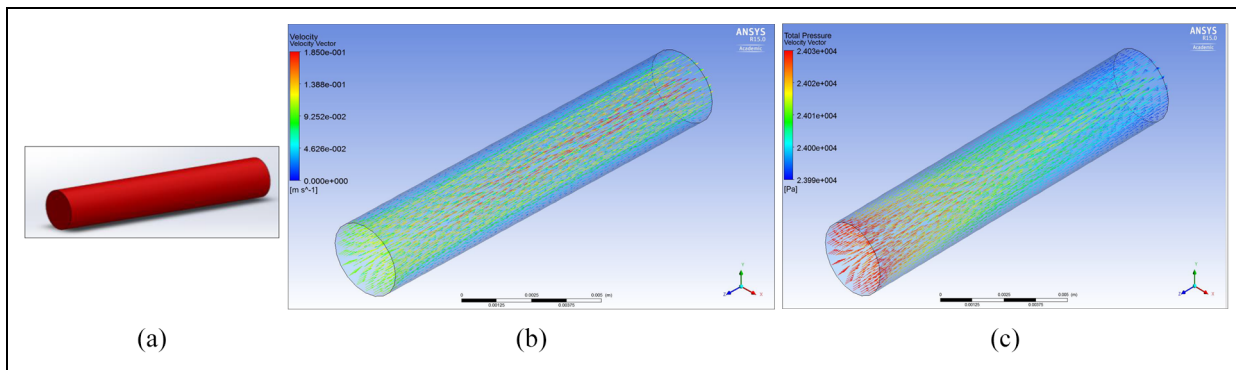 Velocity
Velocity Vector
1.850e-001
1.388e-001
9.252e-002
4.626e-002
0.000e+000
[m s^-1]
ANSYS
R15.0
Academic
Y
Z
X
0
0.0025
0.005 (m)
0.00125
0.00375
Total Pressure
Velocity Vector
2.403e+004
2.402e+004
2.401e+004
2.400e+004
2.399e+004
[Pa]
ANSYS
R15.0
Academic
Y
Z
X
0
0.0025
0.005 (m)
0.00125
0.00375
(a)
(b)
(c)